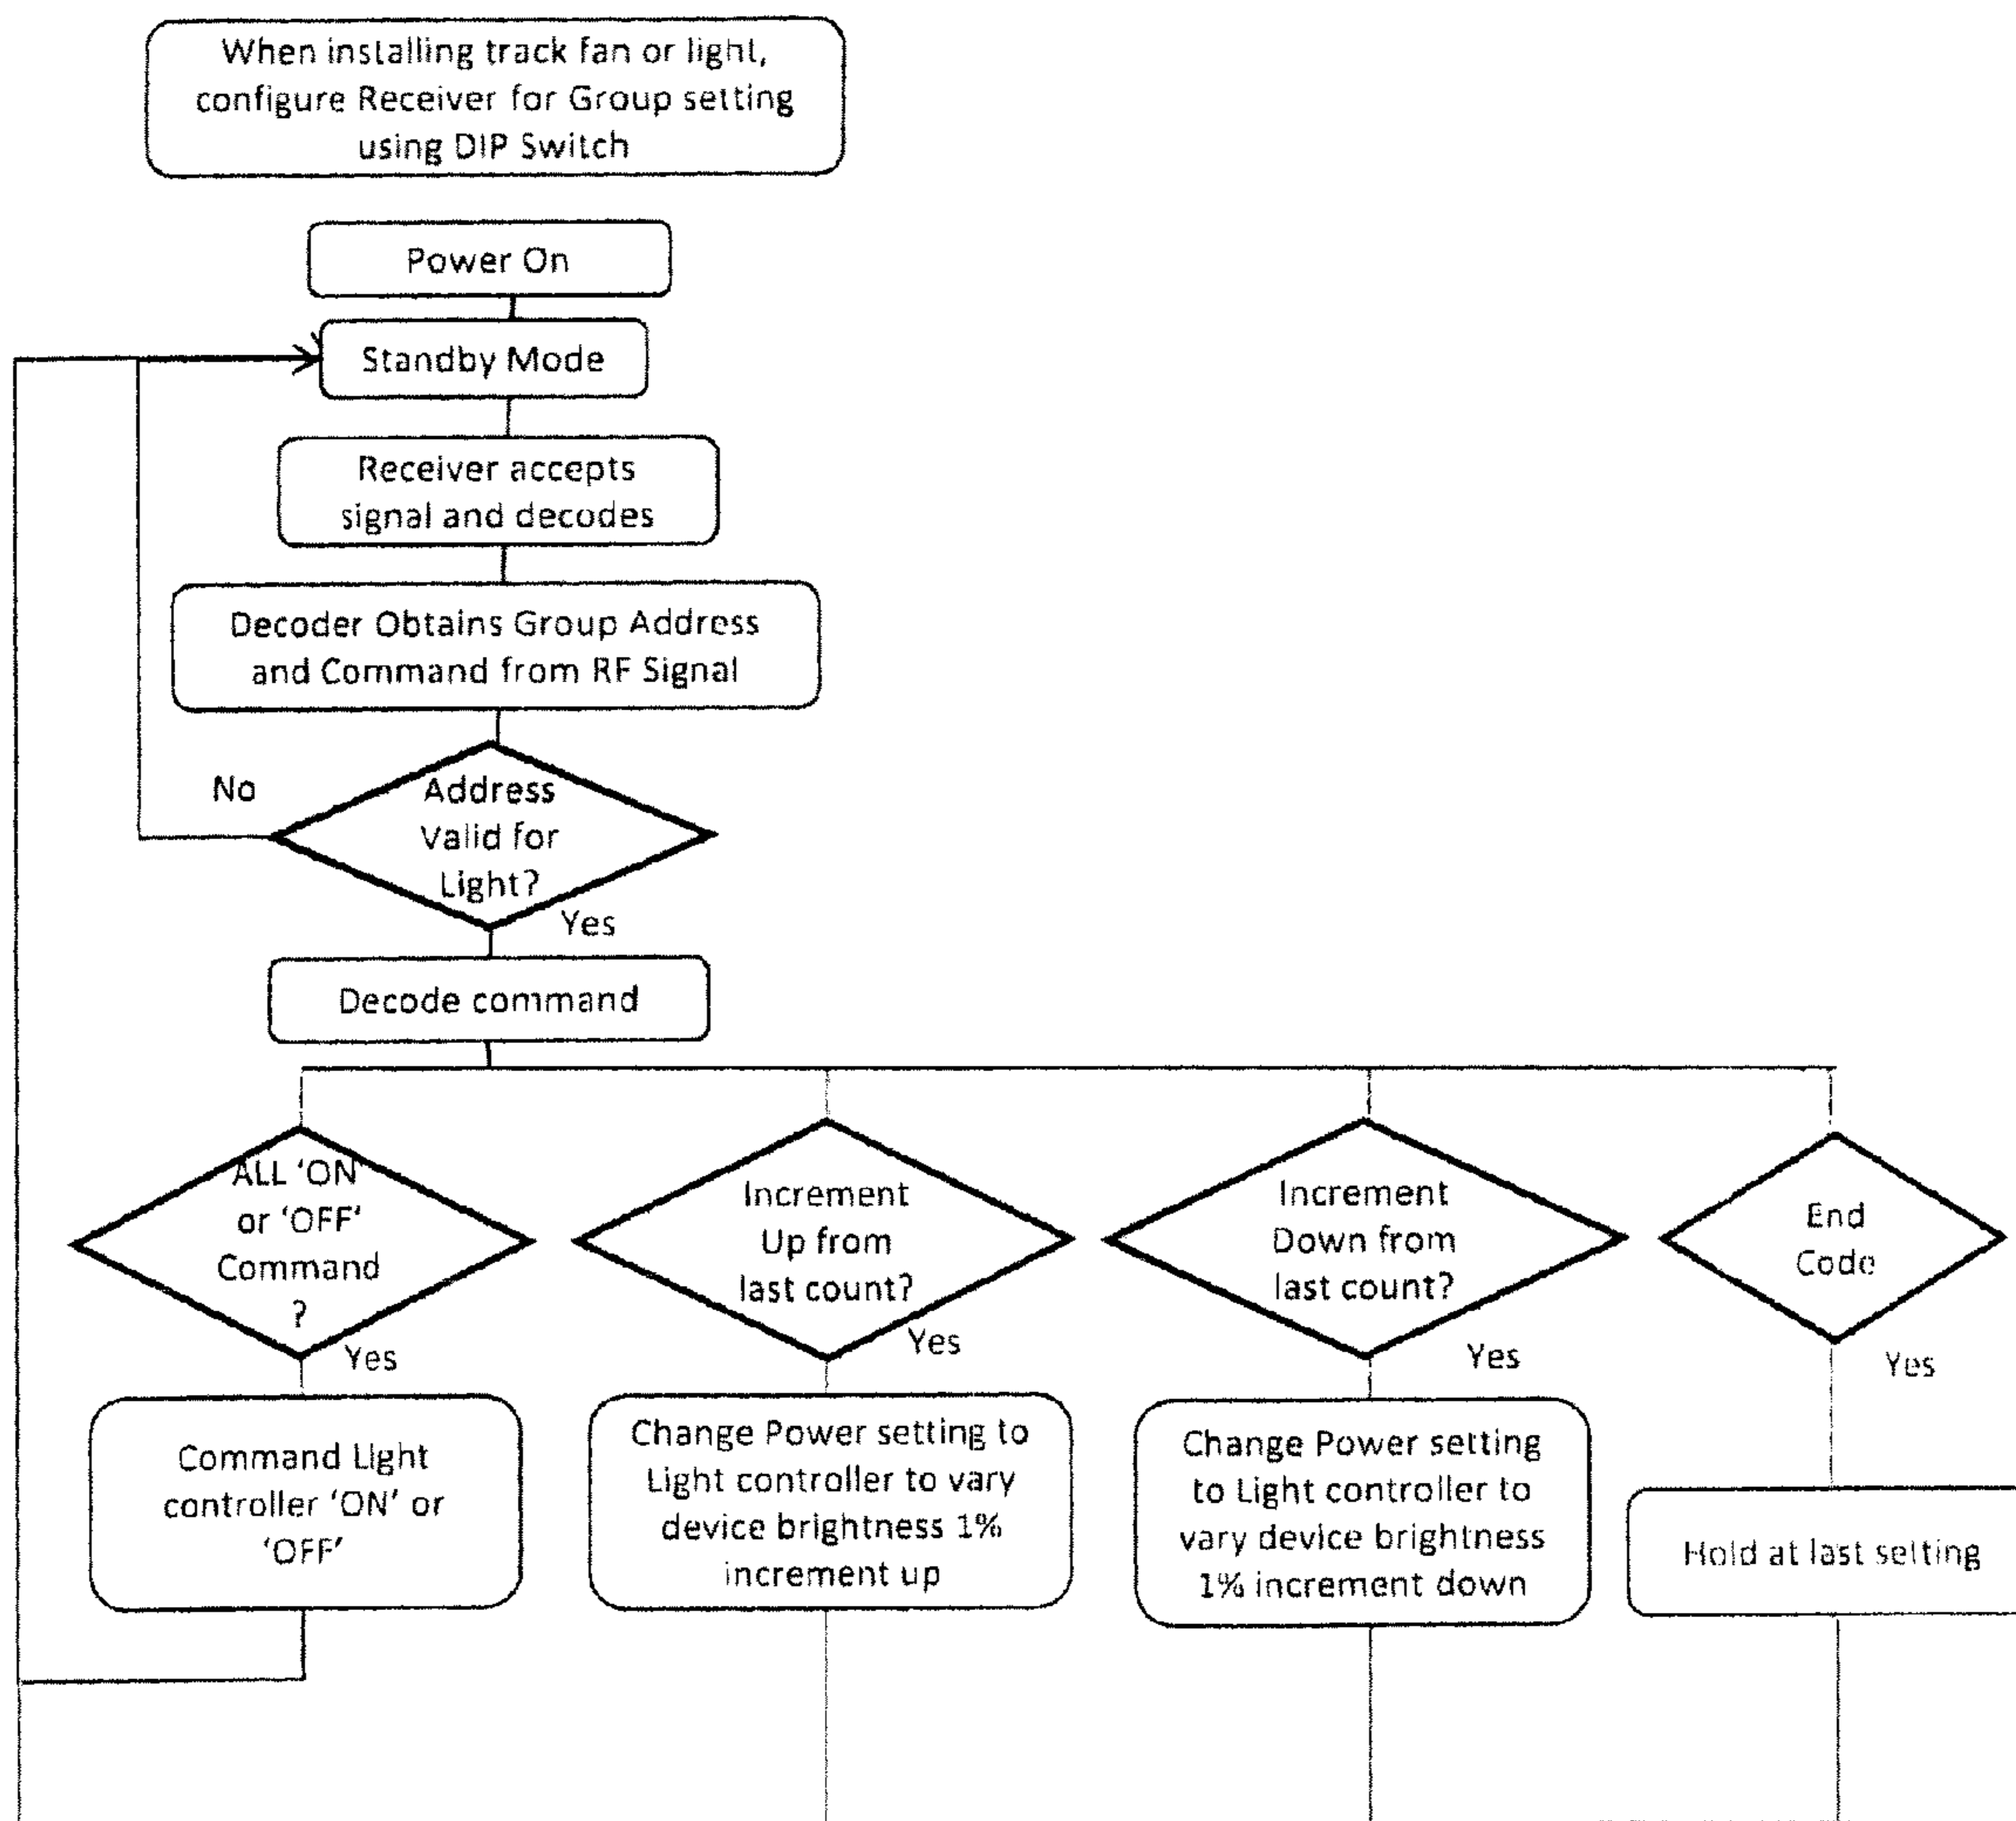 When installing track fan or light,
configure Receiver for Group setting
using DIP Switch
Power On
Standby Mode
Receiver accepts
signal and decodes
Decoder Obtains Group Address
and Command from RF Signal
No
Address
Valid for
Light?
Yes
Decode command
ALL ‘ON’
or ‘OFF’
Command
?
Yes
Increment
Up from
last count?
Yes
Increment
Down from
last count?
Yes
End
Code
Yes
Command Light
controller ‘ON’ or
‘OFF’
Change Power setting to
Light controller to vary
device brightness 1%
increment up
Change Power setting
to Light controller to
vary device brightness
1% increment down
Hold at last setting